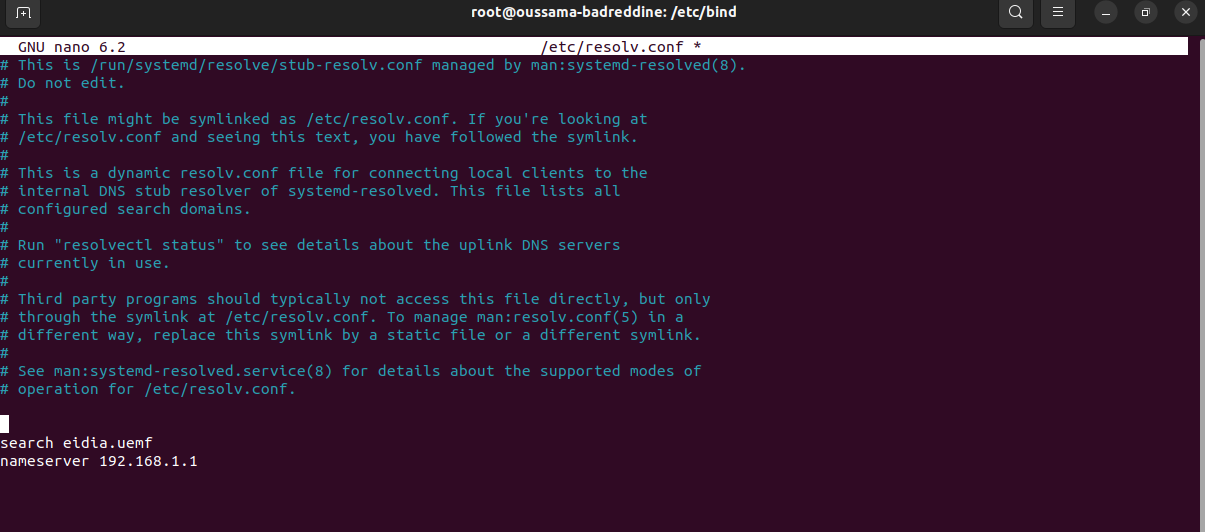 root@oussama-badreddine: /etc/bind
GNU nano 6.2 /etc/resolv.conf *
# This is /run/systemd/resolve/stub-resolv.conf managed by man:systemd-resolved(8).
# Do not edit.
#
# This file might be symlinked as /etc/resolv.conf. If you're looking at
# /etc/resolv.conf and seeing this text, you have followed the symlink.
#
# This is a dynamic resolv.conf file for connecting local clients to the
# internal DNS stub resolver of systemd-resolved. This file lists all
# configured search domains.
#
# Run "resolvectl status" to see details about the uplink DNS servers
# currently in use.
#
# Third party programs should typically not access this file directly, but only
# through the symlink at /etc/resolv.conf. To manage man:resolv.conf(5) in a
# different way, replace this symlink by a static file or a different symlink.
#
# See man:systemd-resolved.service(8) for details about the supported modes of
# operation for /etc/resolv.conf.
search eidia.uemf
nameserver 192.168.1.1